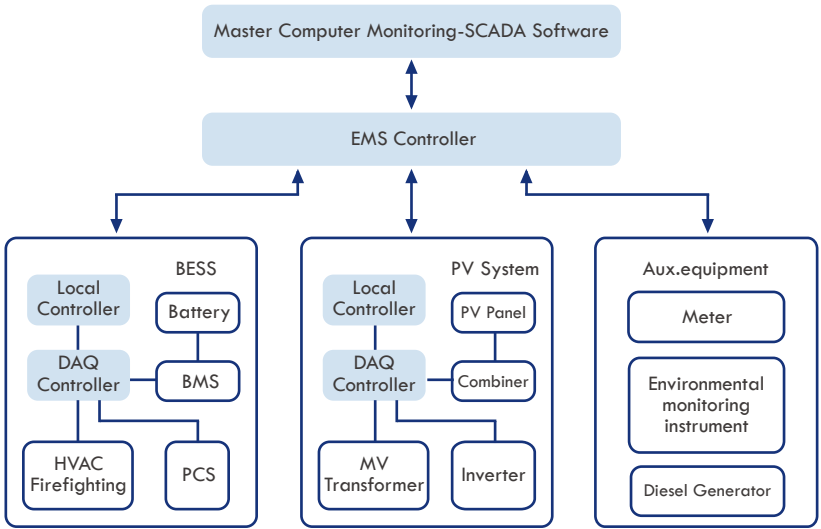 Master Computer Monitoring-SCADA Software
EMS Controller
BESS
Local
Controller
Battery
DAQ
Controller
BMS
HVAC
Firefighting
PCS
PV System
Local
Controller
PV Panel
DAQ
Controller
Combiner
MV
Transformer
Inverter
Aux.equipment
Meter
Environmental
monitoring
instrument
Diesel Generator